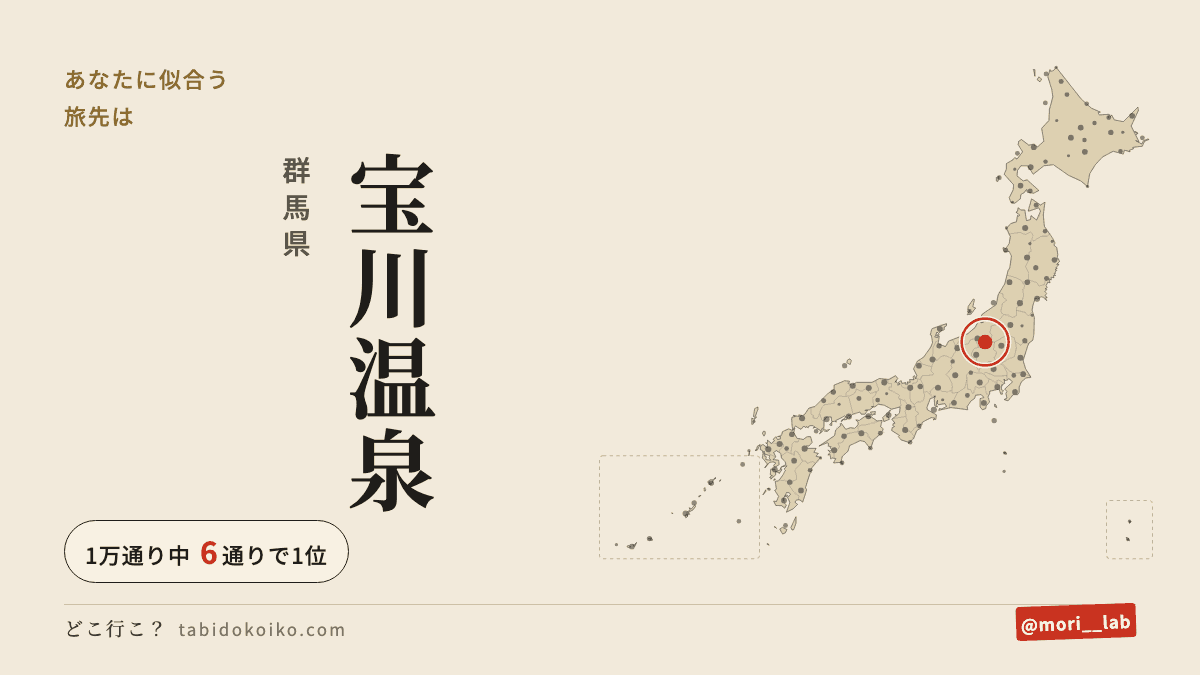 あなたに似合う
旅先は
宝川温泉
群馬県
1万通り中 6通りで1位
どこ行こ? tabidokoiko.com
@mori__lab